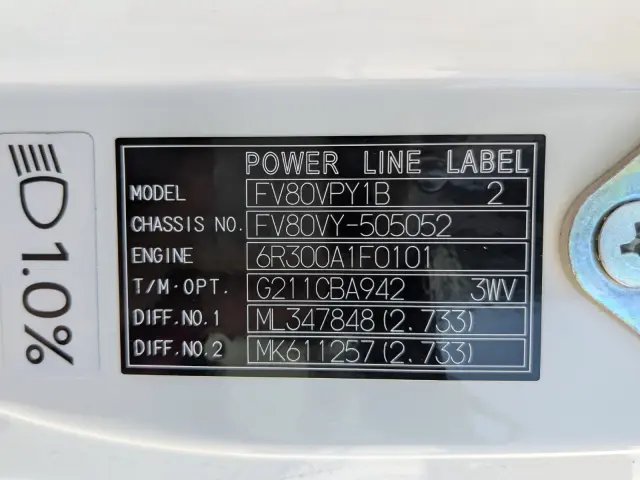 POWER LINE LABEL
MODEL FV80VPY1B 2
CHASSIS NO. FV80VY-505052
ENGINE 6R300A1F0101
T/M·OPT. G211CBA942 3WV
DIFF.NO.1 ML347848(2.733)
DIFF.NO.2 MK611257(2.733)
1.0%